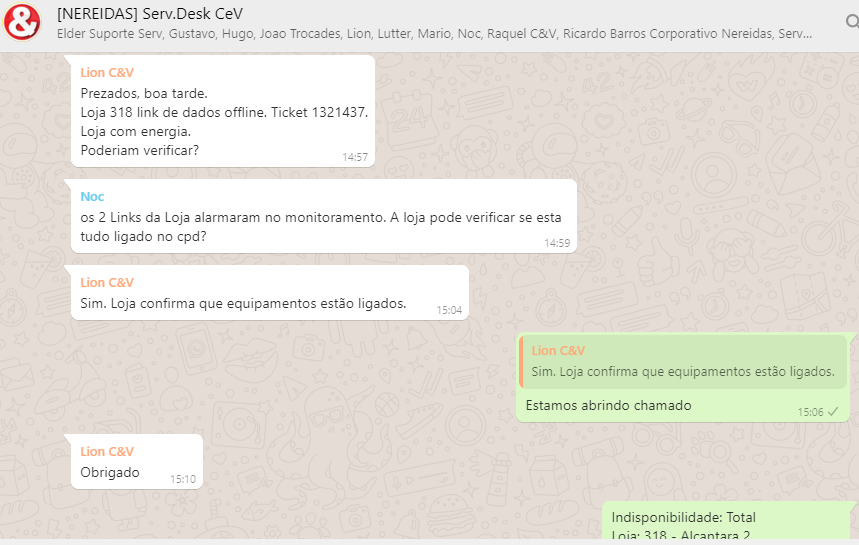 [NEREIDAS] Serv.Desk CeV
Elder Suporte Serv, Gustavo, Hugo, Joao Trocades, Lion, Lutter, Mario, Noc, Raquel C&V, Ricardo Barros Corporativo Nereidas, Serv...
Lion C&V
Prezados, boa tarde.
Loja 318 link de dados offline. Ticket 1321437.
Loja com energia.
Poderiam verificar?
14:57
Noc
os 2 Links da Loja alarmaram no monitoramento. A loja pode verificar se esta
tudo ligado no cpd?
14:59
Lion C&V
Sim. Loja confirma que equipamentos estão ligados.
15:04
Lion C&V
Sim. Loja confirma que equipamentos estão ligados.
Estamos abrindo chamado
15:06
Lion C&V
Obrigado
15:10
Indisponibilidade: Total
Loja: 318 - Alcantara 2